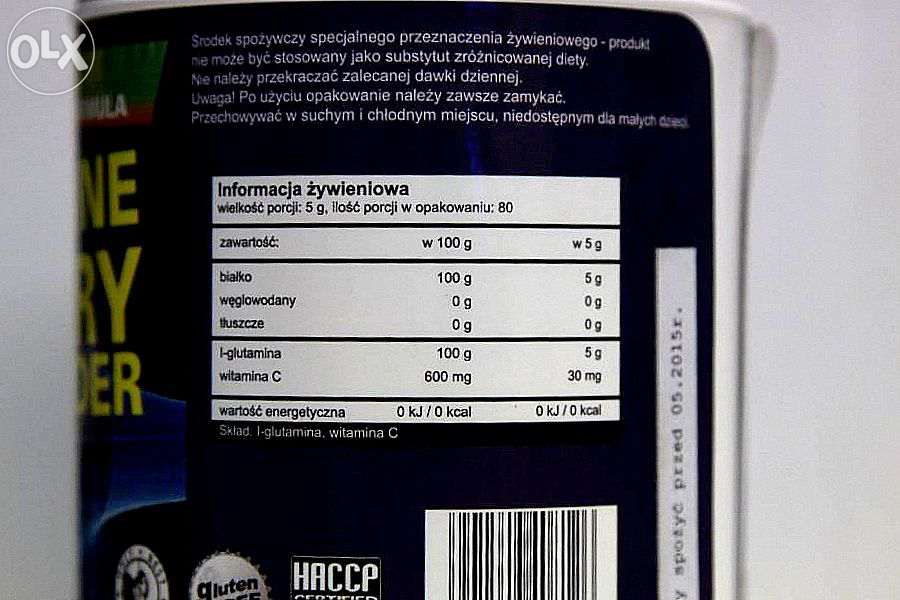 OLX
Środek spożywczy specjalnego przeznaczenia żywieniowego - produkt
nie może być stosowany jako substytut zróżnicowanej diety.
Nie należy przekraczać zalecanej dawki dziennej.
Uwaga! Po użyciu opakowanie należy zawsze zamykać.
Przechowywać w suchym i chłodnym miejscu, niedostępnym dla małych dzieci.
ULA
NE
RY
DER
Informacja żywieniowa
wielkość porcji: 5 g, ilość porcji w opakowaniu: 80
zawartość: w 100 g w 5 g
białko 100 g 5 g
węglowodany 0 g 0 g
tłuszcze 0 g 0 g
l-glutamina 100 g 5 g
witamina C 600 mg 30 mg
wartość energetyczna 0 kJ / 0 kcal 0 kJ / 0 kcal
Skład: l-glutamina, witamina C
y spożyć przed 05.2015r.
gluten
HACCP
CERTIFIED